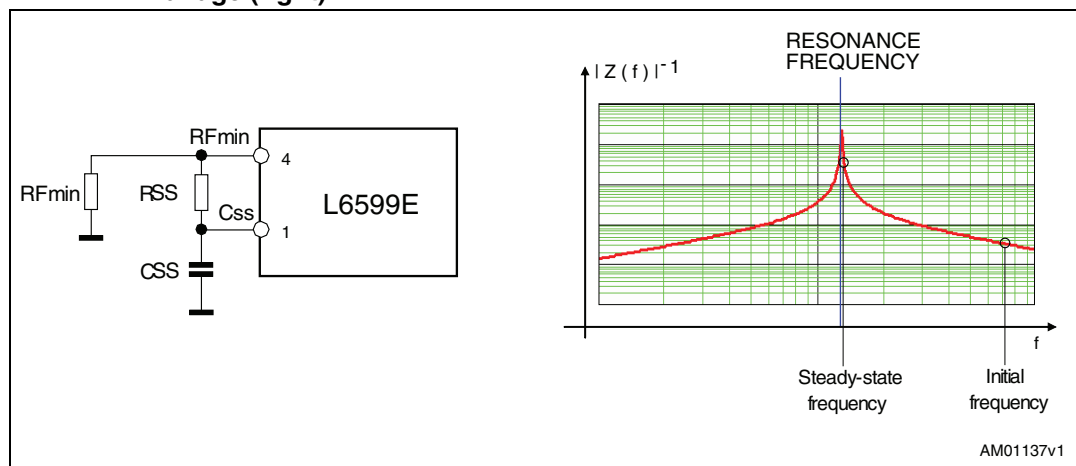 RFmin
4
RFmin
RSS
Css
1
L6599E
CSS
RESONANCE
FREQUENCY
| Z ( f ) |-1
f
Steady-state
frequency
Initial
frequency
AM01137v1